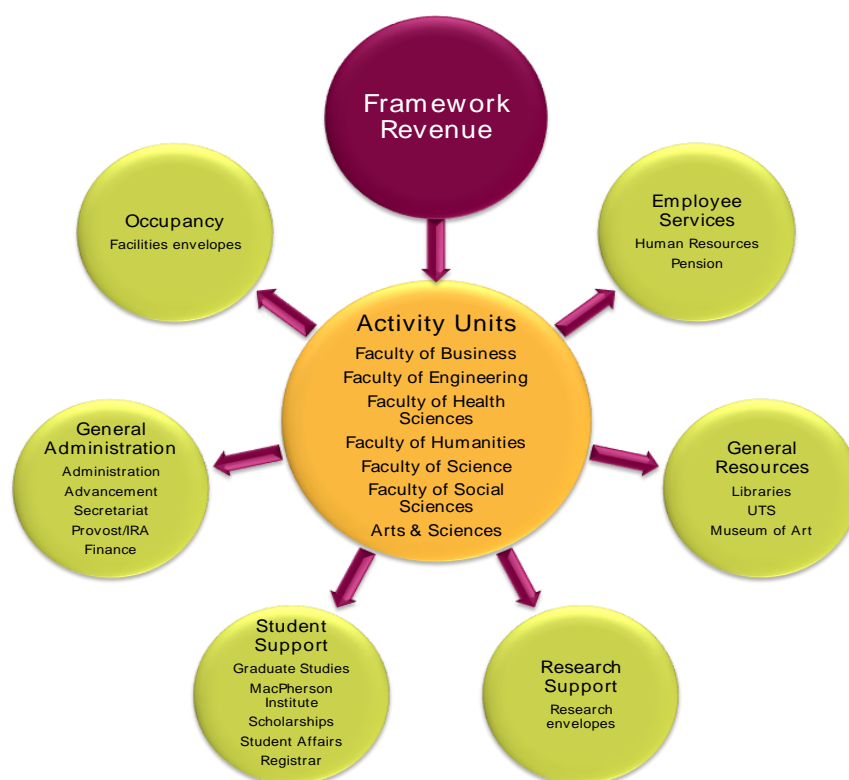 Framework
Revenue
Occupancy
Facilities envelopes
Employee
Services
Human Resources
Pension
Activity Units
Faculty of Business
Faculty of Engineering
Faculty of Health
Sciences
Faculty of Humanities
Faculty of Science
Faculty of Social
Sciences
Arts & Sciences
General
Administration
Administration
Advancement
Secretariat
Provost/IRA
Finance
General
Resources
Libraries
UTS
Museum of Art
Student
Support
Graduate Studies
MacPherson
Institute
Scholarships
Student Affairs
Registrar
Research
Support
Research
envelopes